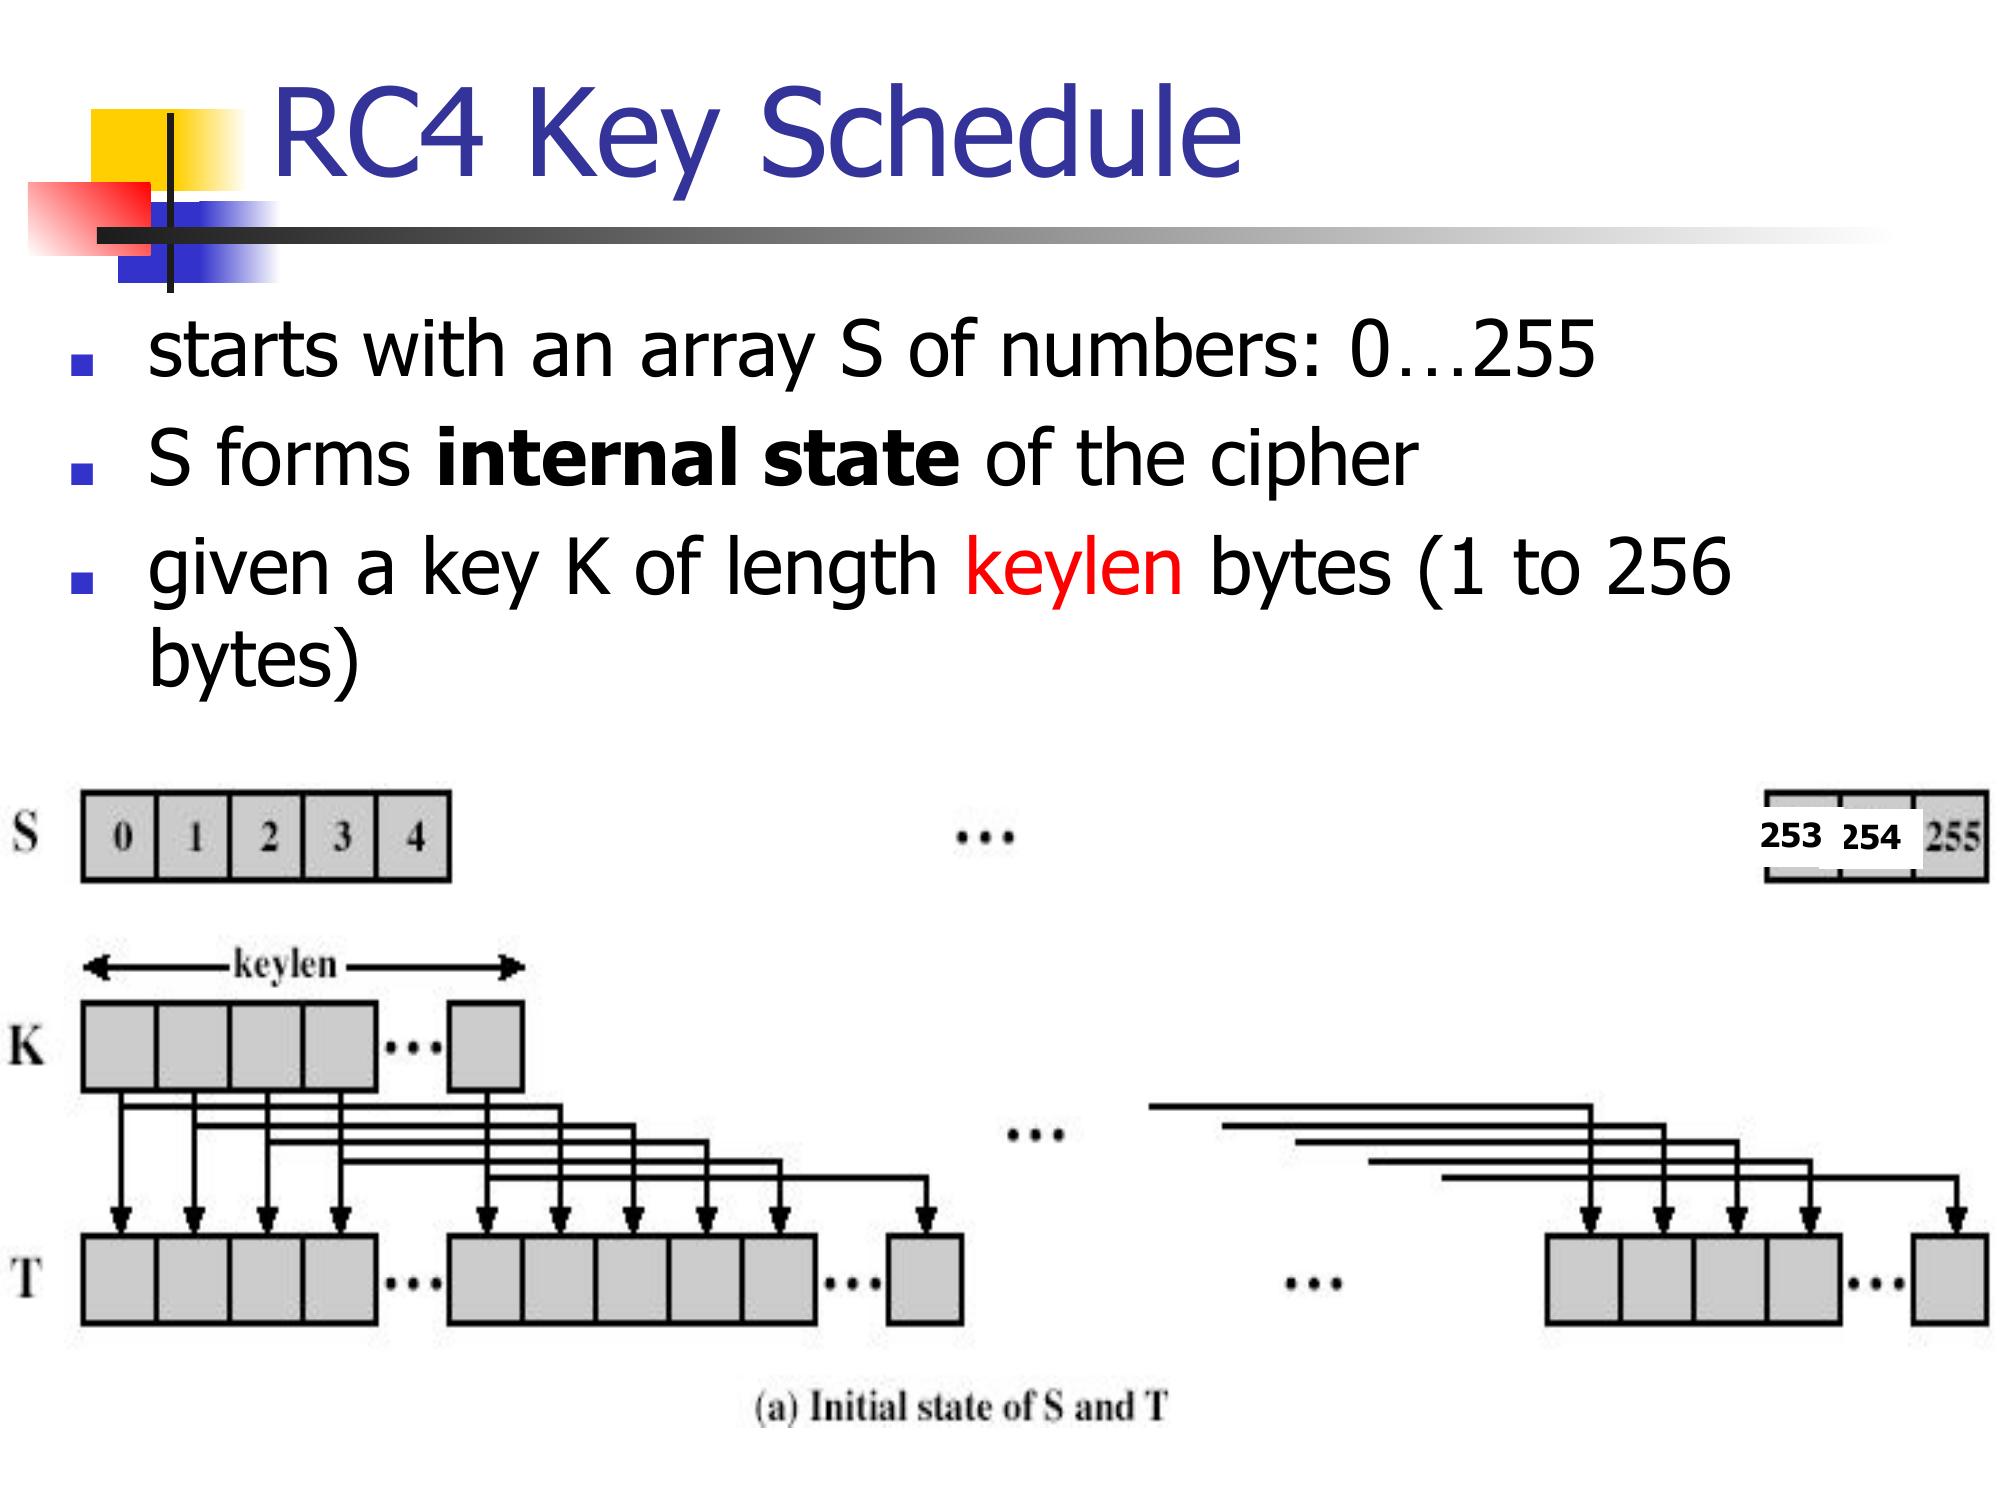 RC4 Key Schedule
starts with an array S of numbers: 0…255
S forms internal state of the cipher
given a key K of length keylen bytes (1 to 256
bytes)
S 0 1 2 3 4 ... 253 254 255
keylen
K ...
...
T ... ... ... ...
(a) Initial state of S and T